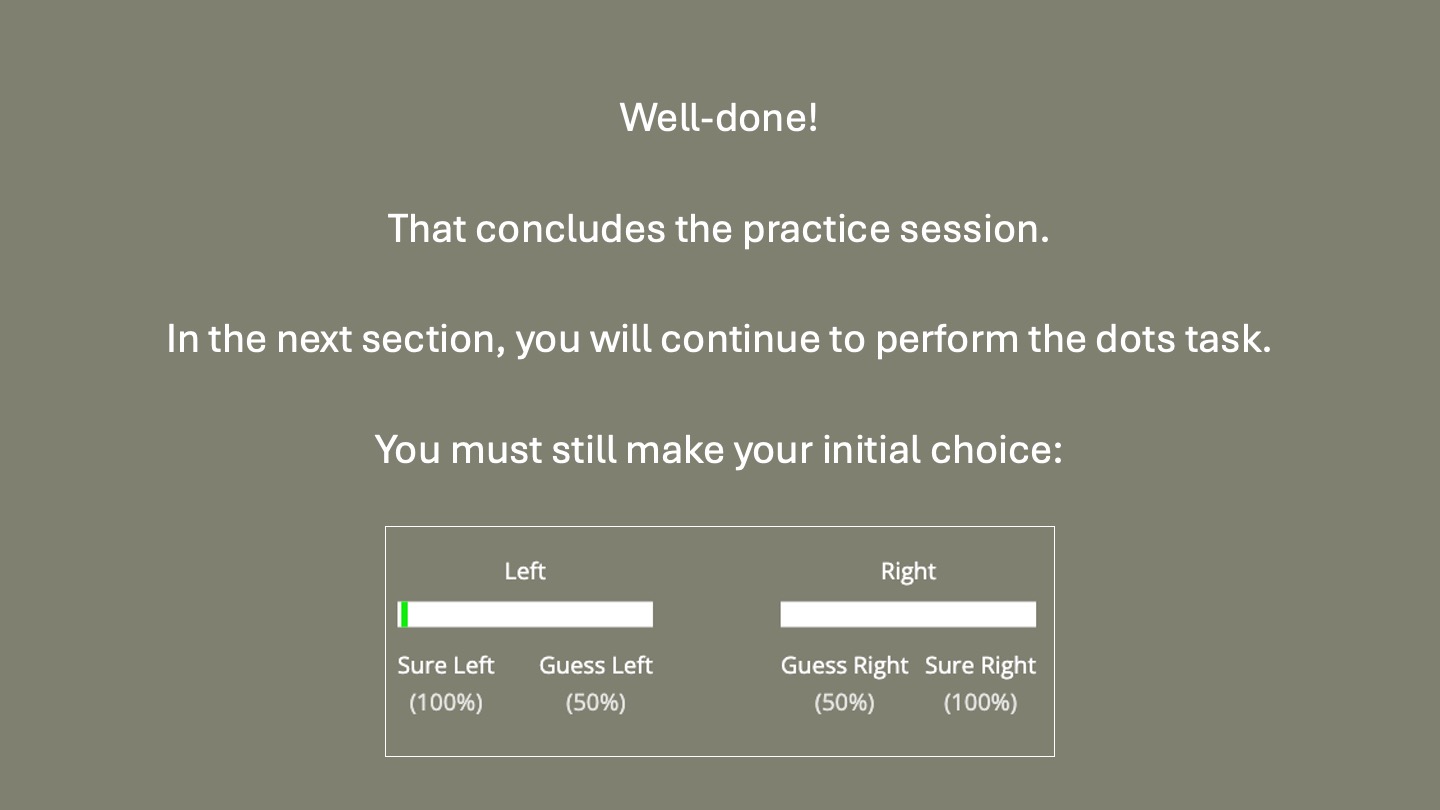 Well-done!
That concludes the practice session.
In the next section, you will continue to perform the dots task.
You must still make your initial choice:
Left Right
Sure Left Guess Left Guess Right Sure Right
(100%) (50%) (50%) (100%)